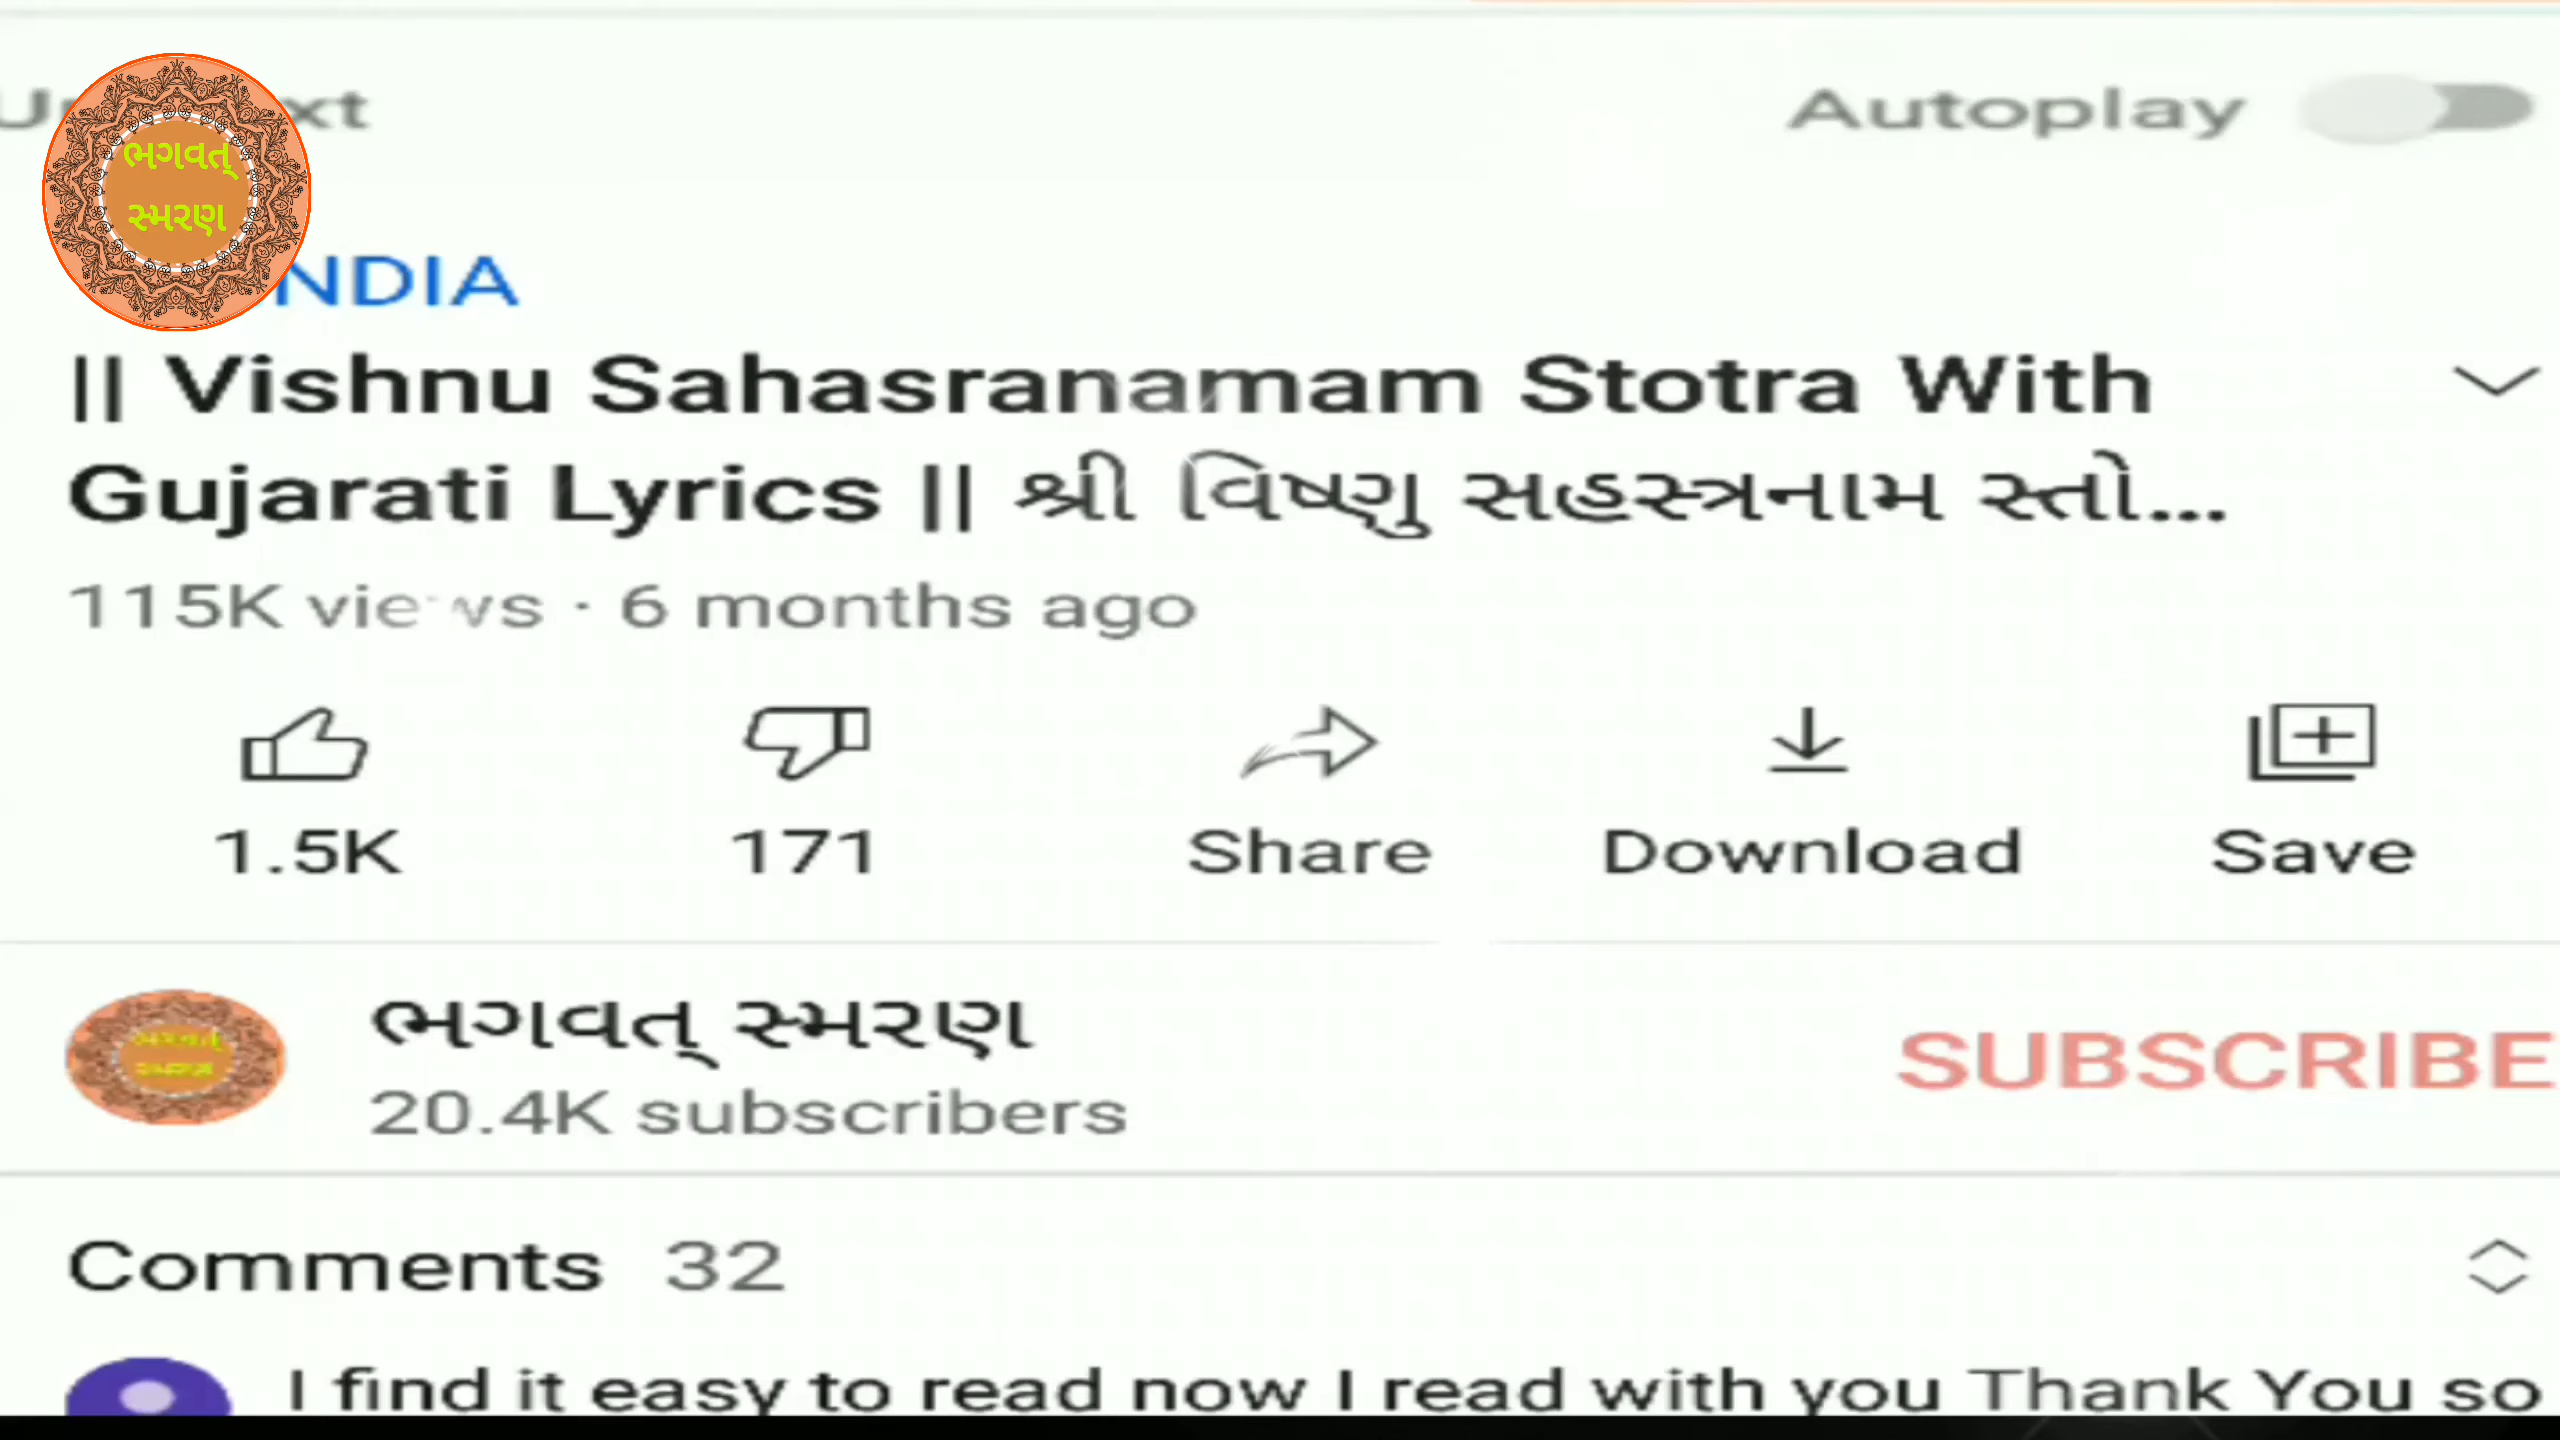 Autoplay
ભગવત્
સ્મરણ
|| Vishnu Sahasranamam Stotra With
Gujarati Lyrics || શ્રી વિષ્ણુ સહસ્ત્રનામ સ્તો...
115K views · 6 months ago
1.5K 171 Share Download Save
ભગવત્ સ્મરણ
20.4K subscribers
SUBSCRIBE
Comments 32
I find it easy to read now I read with you Thank You so